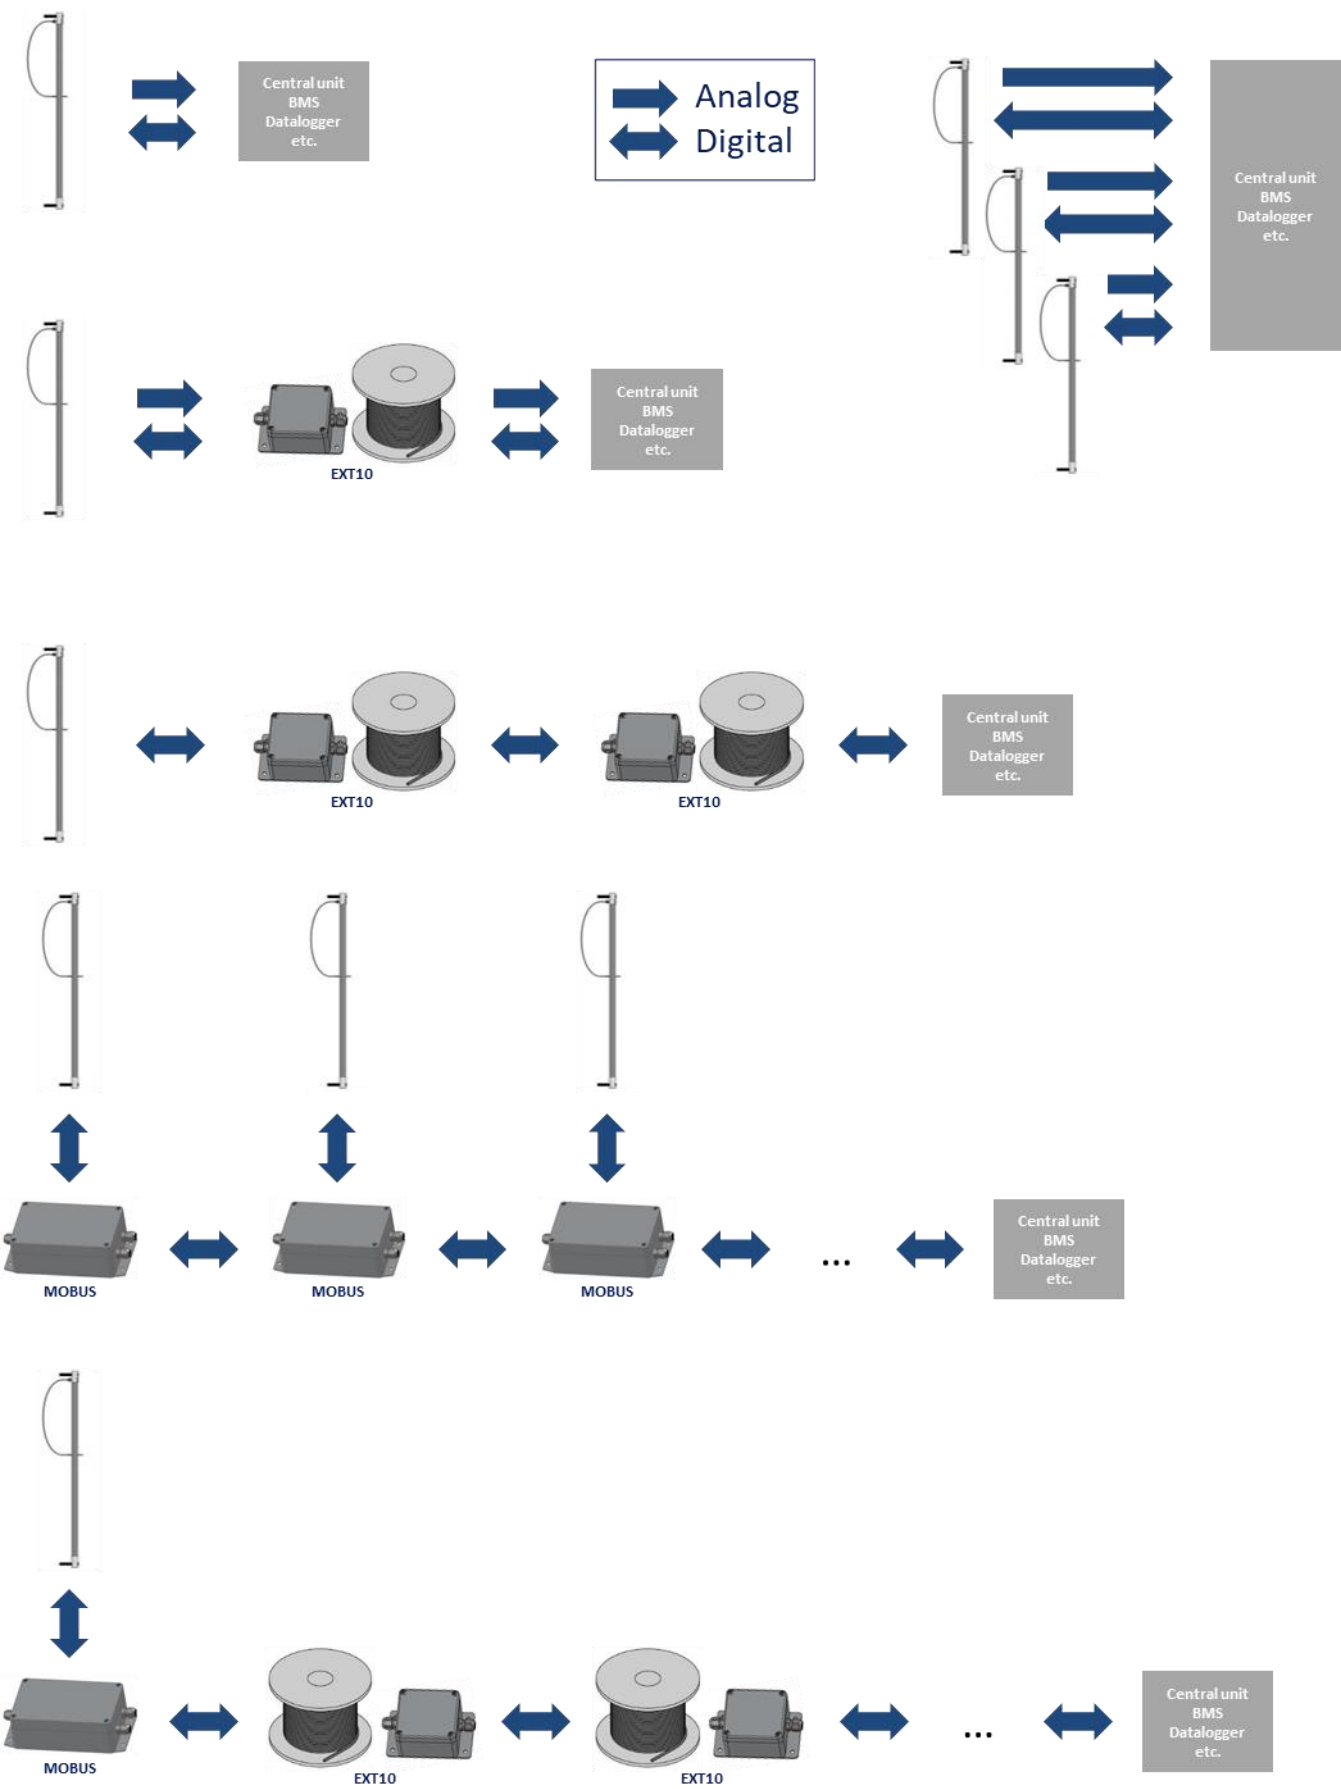 Central unit
BMS
Datalogger
etc.
Analog
Digital
Central unit
BMS
Datalogger
etc.
EXT10
Central unit
BMS
Datalogger
etc.
EXT10
EXT10
Central unit
BMS
Datalogger
etc.
MOBUS
MOBUS
MOBUS
...
Central unit
BMS
Datalogger
etc.
MOBUS
EXT10
EXT10
...
Central unit
BMS
Datalogger
etc.